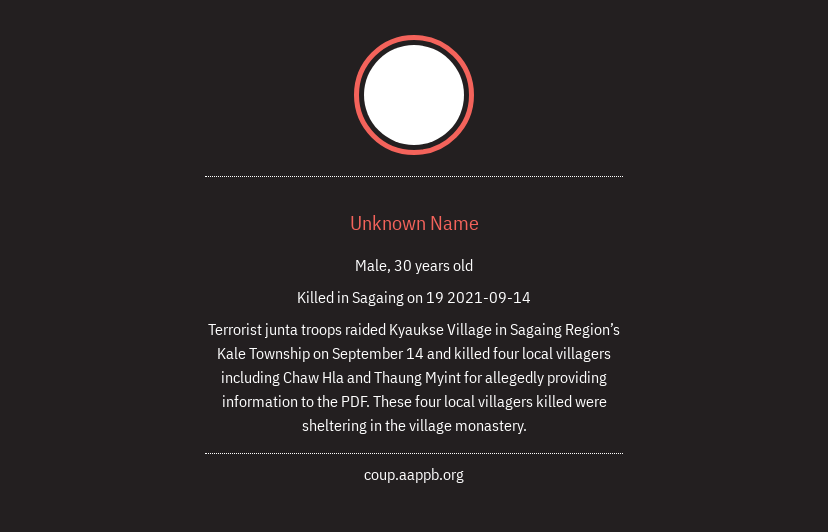 Unknown Name
Male, 30 years old
Killed in Sagaing on 19 2021-09-14
Terrorist junta troops raided Kyaukse Village in Sagaing Region's
Kale Township on September 14 and killed four local villagers
including Chaw Hla and Thaung Myint for allegedly providing
information to the PDF. These four local villagers killed were
sheltering in the village monastery.
coup.aappb.org